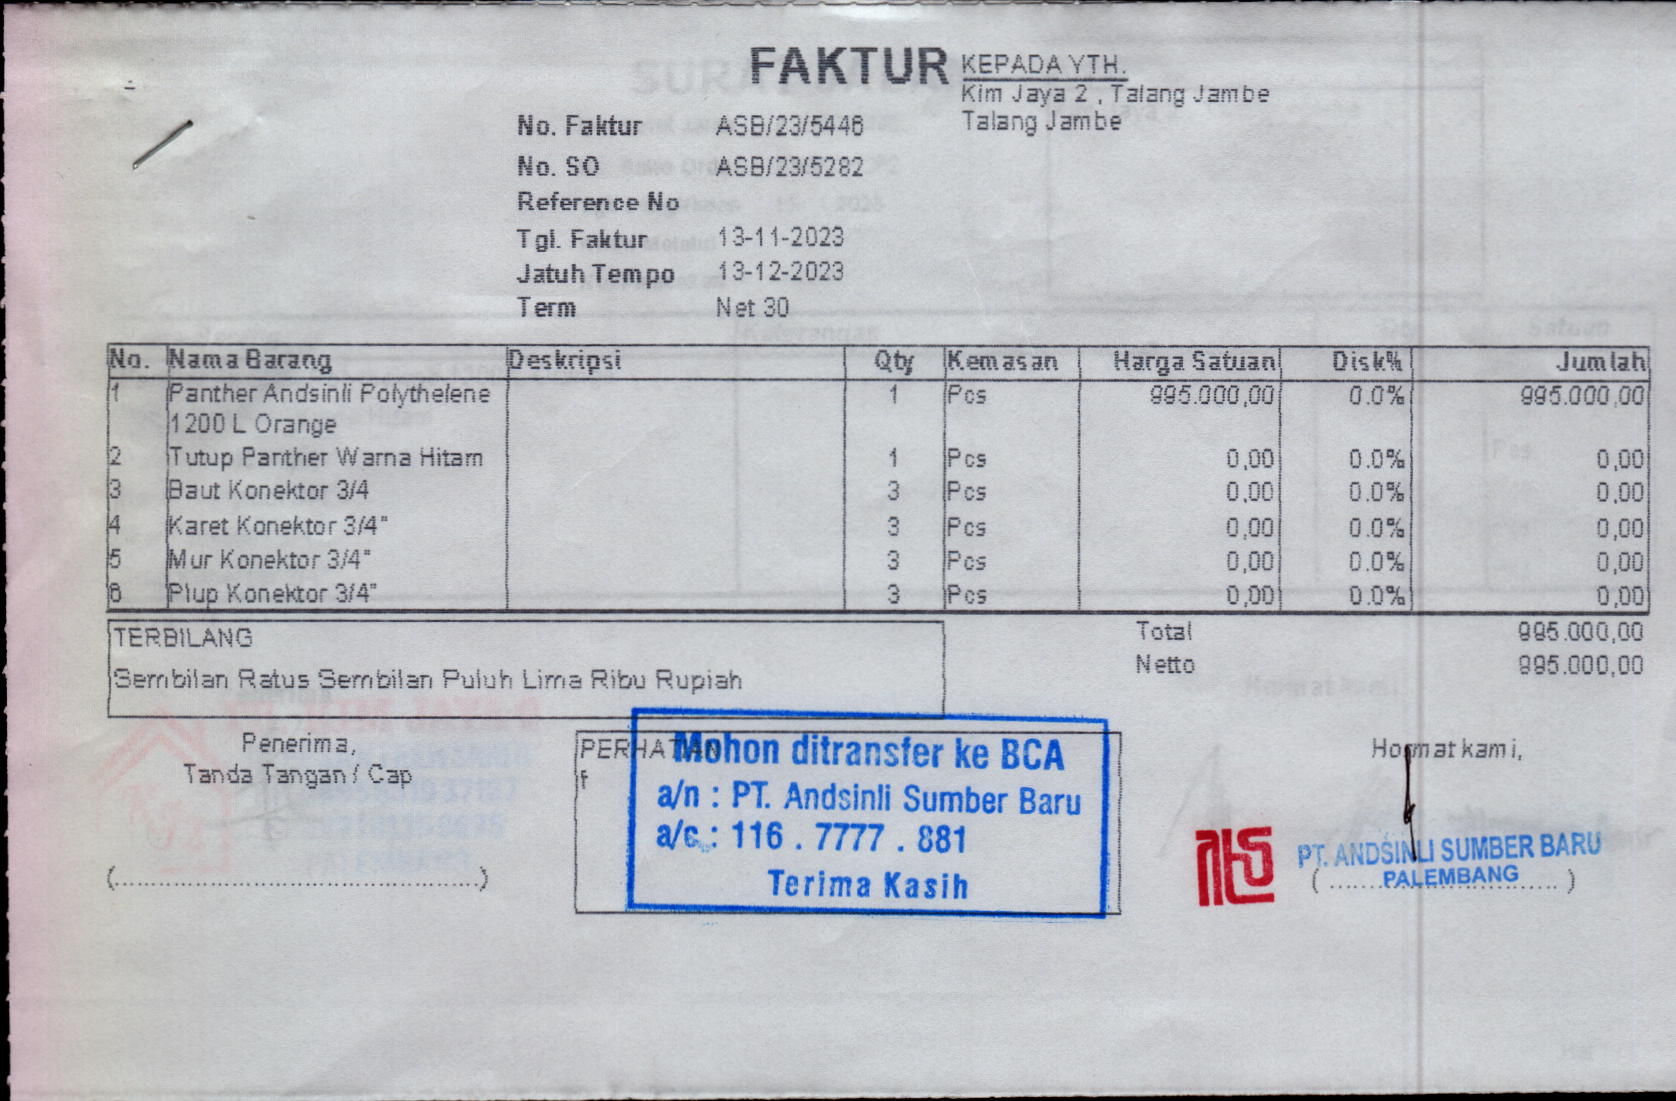 FAKTUR
KEPADA YTH.
Kim Jaya 2 , Talang Jambe
Talang Jambe
No. Faktur ASB/23/5446
No. SO ASB/23/5282
Reference No
Tgl. Faktur 13-11-2023
Jatuh Tempo 13-12-2023
Term Net 30
No. Nama Barang Deskripsi Qty Kemasan Harga Satuan Disk% Jumlah
1 Panther Andsinli Polythelene 1 Pcs 995.000,00 0.0% 995.000,00
1200 L Orange
2 Tutup Panther Warna Hitam 1 Pcs 0,00 0.0% 0,00
3 Baut Konektor 3/4 3 Pcs 0,00 0.0% 0,00
4 Karet Konektor 3/4" 3 Pcs 0,00 0.0% 0,00
5 Mur Konektor 3/4" 3 Pcs 0,00 0.0% 0,00
6 Plup Konektor 3/4" 3 Pcs 0,00 0.0% 0,00
TERBILANG
Sembilan Ratus Sembilan Puluh Lima Ribu Rupiah
Total 995.000,00
Netto 995.000,00
Penerima,
Tanda Tangan / Cap
(..............................................)
PERHATIAN
f
Mohon ditransfer ke BCA
a/n : PT. Andsinli Sumber Baru
a/c : 116 . 7777 . 881
Terima Kasih
Hormat kami,
PT. ANDSINLI SUMBER BARU
PALEMBANG